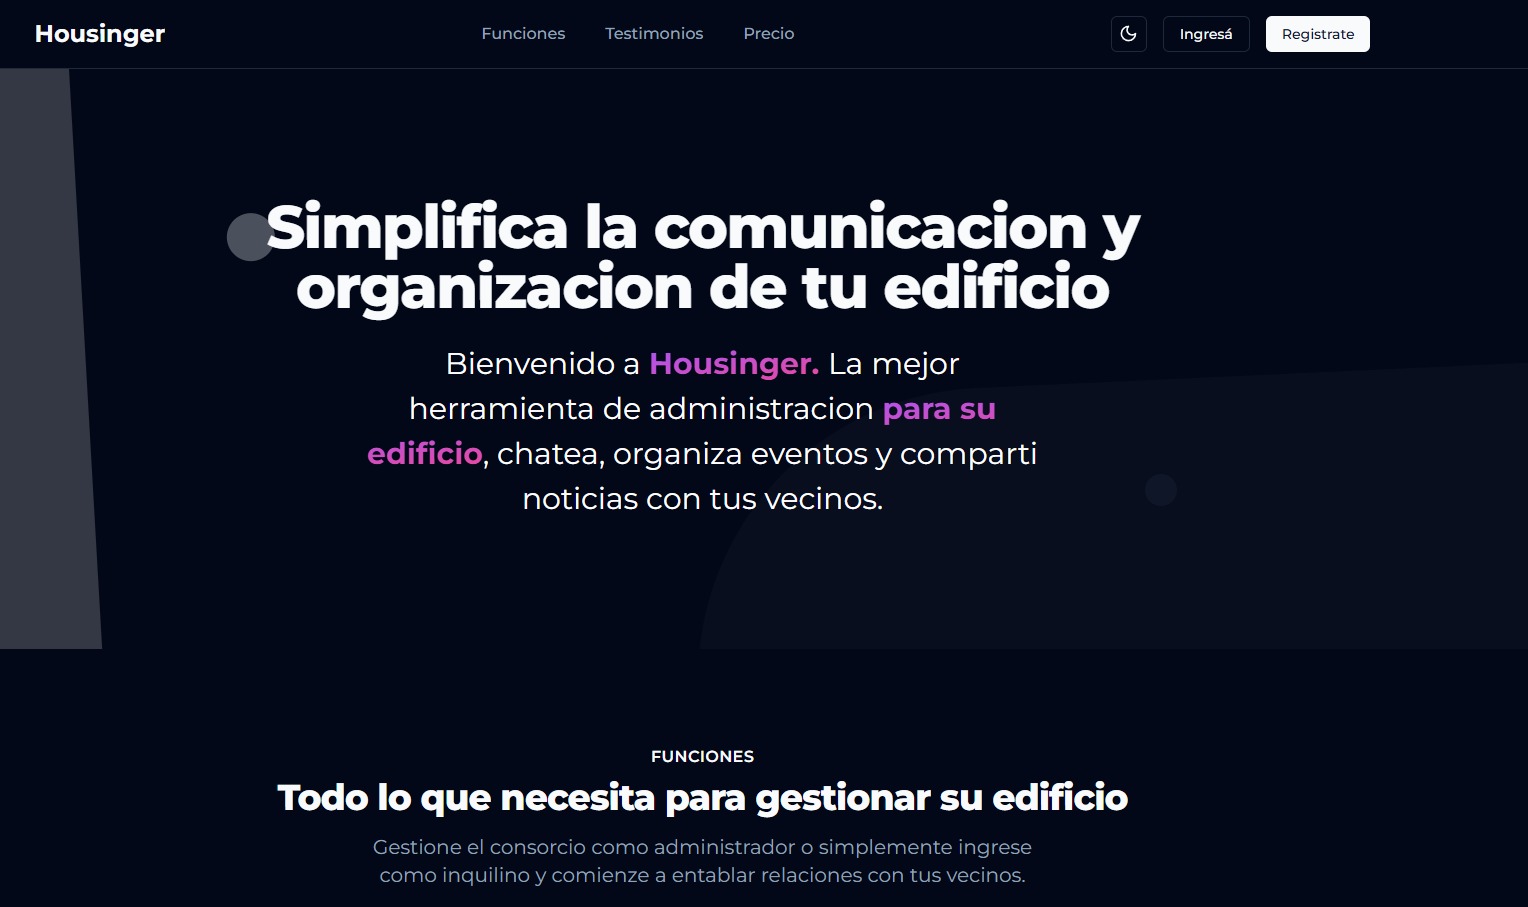 Housinger
Funciones
Testimonios
Precio
Ingresá
Registrate
Simplifica la comunicacion y
organizacion de tu edificio
Bienvenido a Housinger. La mejor
herramienta de administracion para su
edificio, chatea, organiza eventos y comparti
noticias con tus vecinos.
FUNCIONES
Todo lo que necesita para gestionar su edificio
Gestione el consorcio como administrador o simplemente ingrese
como inquilino y comienze a entablar relaciones con tus vecinos.